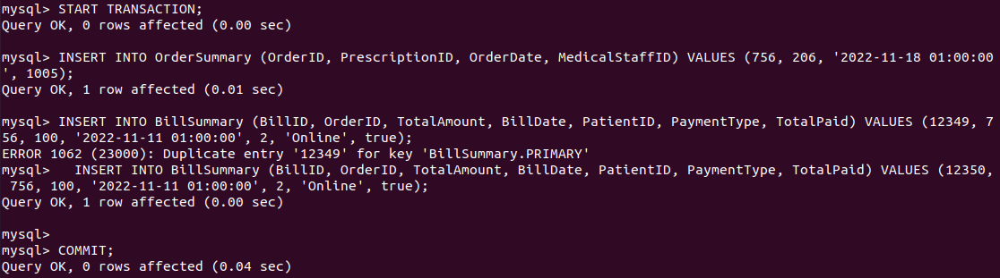 mysql> START TRANSACTION;
Query OK, 0 rows affected (0.00 sec)
mysql> INSERT INTO OrderSummary (OrderID, PrescriptionID, OrderDate, MedicalStaffID) VALUES (756, 206, '2022-11-18 01:00:00
', 1005);
Query OK, 1 row affected (0.01 sec)
mysql> INSERT INTO BillSummary (BillID, OrderID, TotalAmount, BillDate, PatientID, PaymentType, TotalPaid) VALUES (12349, 7
56, 100, '2022-11-11 01:00:00', 2, 'Online', true);
ERROR 1062 (23000): Duplicate entry '12349' for key 'BillSummary.PRIMARY'
mysql>   INSERT INTO BillSummary (BillID, OrderID, TotalAmount, BillDate, PatientID, PaymentType, TotalPaid) VALUES (12350,
 756, 100, '2022-11-11 01:00:00', 2, 'Online', true);
Query OK, 1 row affected (0.00 sec)
mysql>
mysql> COMMIT;
Query OK, 0 rows affected (0.04 sec)